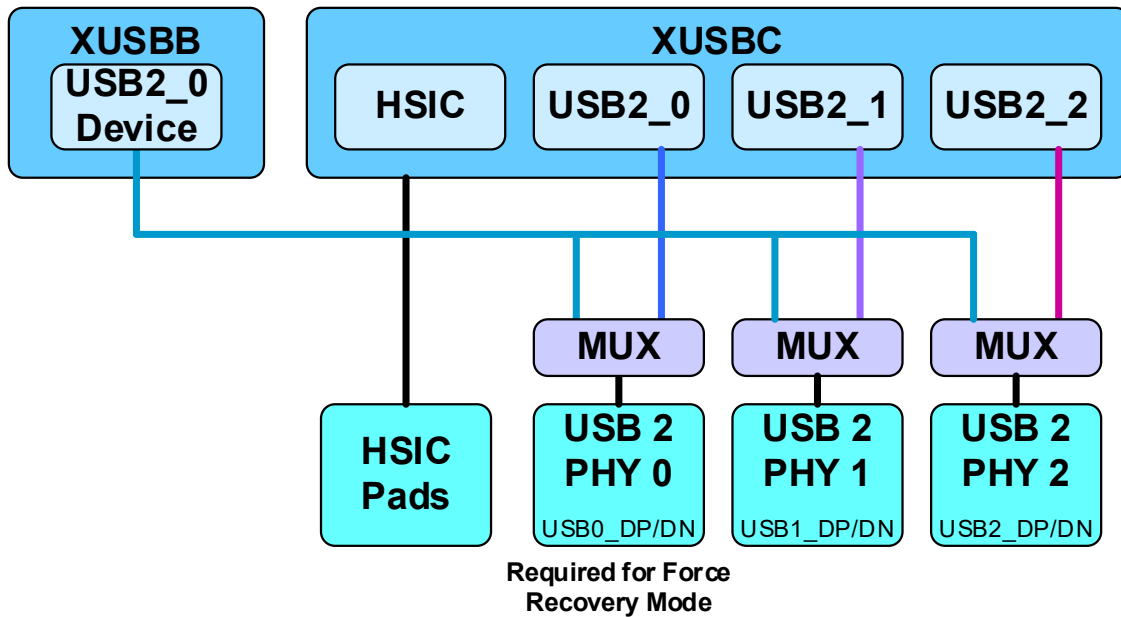 XUSBB
USB2_0
Device
XUSBC
HSIC
USB2_0
USB2_1
USB2_2
MUX
MUX
MUX
HSIC
Pads
USB 2
PHY 0
USB0_DP/DN
USB 2
PHY 1
USB1_DP/DN
USB 2
PHY 2
USB2_DP/DN
Required for Force
Recovery Mode